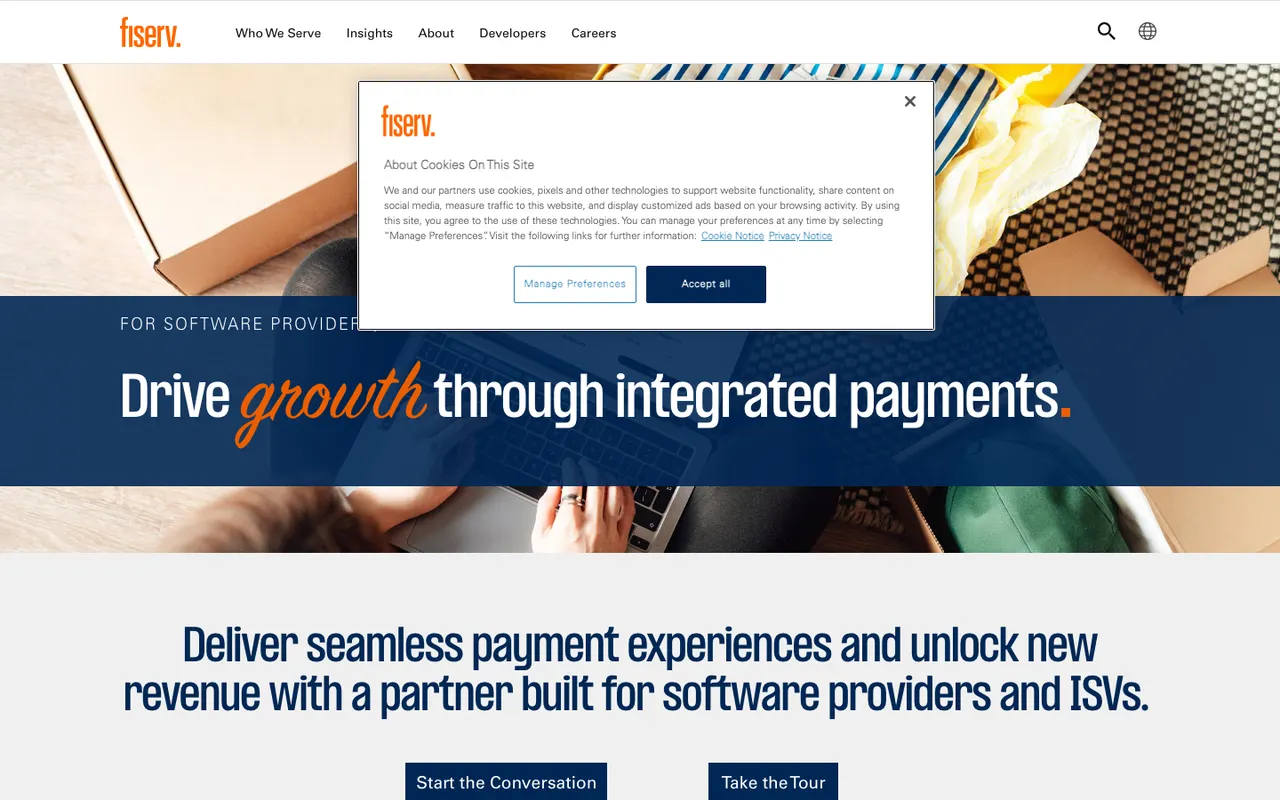 fiserv.
Who We Serve
Insights
About
Developers
Careers
fiserv.
About Cookies On This Site
We and our partners use cookies, pixels and other technologies to support website functionality, share content on
social media, measure traffic to this website, and display customized ads based on your browsing activity. By using
this site, you agree to the use of these technologies. You can manage your preferences at any time by selecting
“Manage Preferences”. Visit the following links for further information: Cookie Notice Privacy Notice
Manage Preferences
Accept all
FOR SOFTWARE
Drive growth through integrated payments.
Deliver seamless payment experiences and unlock new
revenue with a partner built for software providers and ISVs.
Start the Conversation
Take the Tour